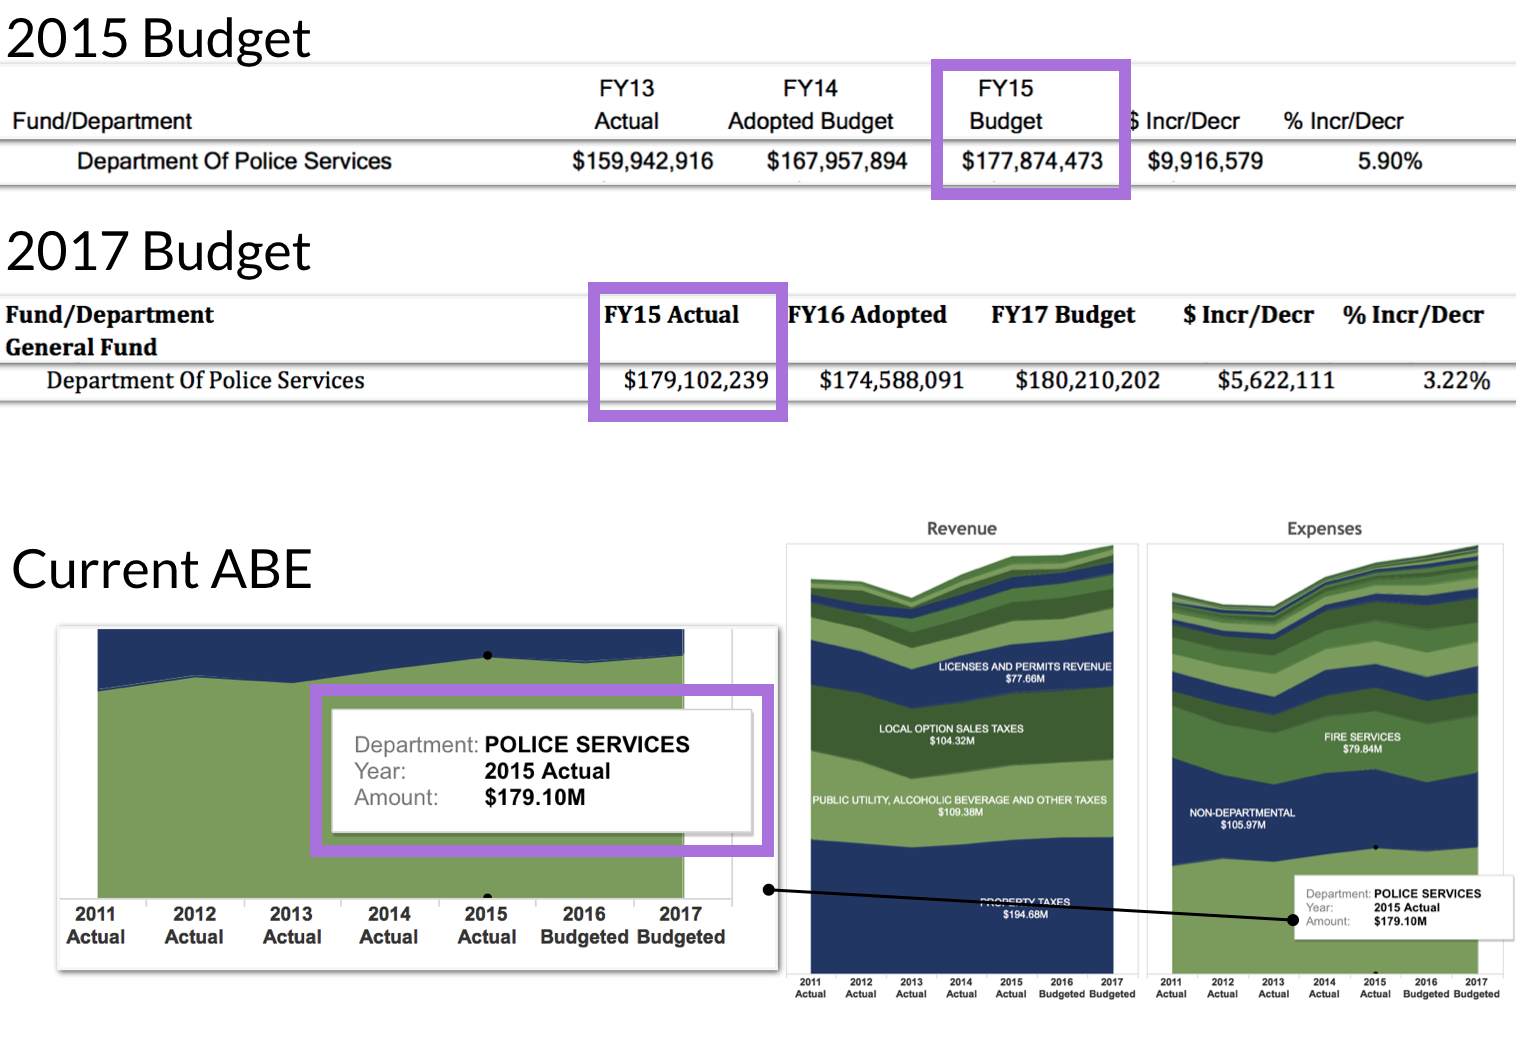 2015 Budget
FY13 FY14 FY15
Fund/Department Actual Adopted Budget Budget $ Incr/Decr % Incr/Decr
Department Of Police Services $159,942,916 $167,957,894 $177,874,473 $9,916,579 5.90%
2017 Budget
Fund/Department FY15 Actual FY16 Adopted FY17 Budget $ Incr/Decr % Incr/Decr
General Fund
Department Of Police Services $179,102,239 $174,588,091 $180,210,202 $5,622,111 3.22%
Current ABE
Department: POLICE SERVICES
Year: 2015 Actual
Amount: $179.10M
2011 2012 2013 2014 2015 2016 2017
Actual Actual Actual Actual Actual Budgeted Budgeted
Revenue
LICENSES AND PERMITS REVENUE
$77.66M
LOCAL OPTION SALES TAXES
$104.32M
PUBLIC UTILITY, ALCOHOLIC BEVERAGE AND OTHER TAXES
$109.38M
PROPERTY TAXES
$194.68M
2011 2012 2013 2014 2015 2016 2017
Actual Actual Actual Actual Actual Budgeted Budgeted
Expenses
FIRE SERVICES
$79.84M
NON-DEPARTMENTAL
$105.97M
Department: POLICE SERVICES
Year: 2015 Actual
Amount: $179.10M
2011 2012 2013 2014 2015 2016 2017
Actual Actual Actual Actual Actual Budgeted Budgeted